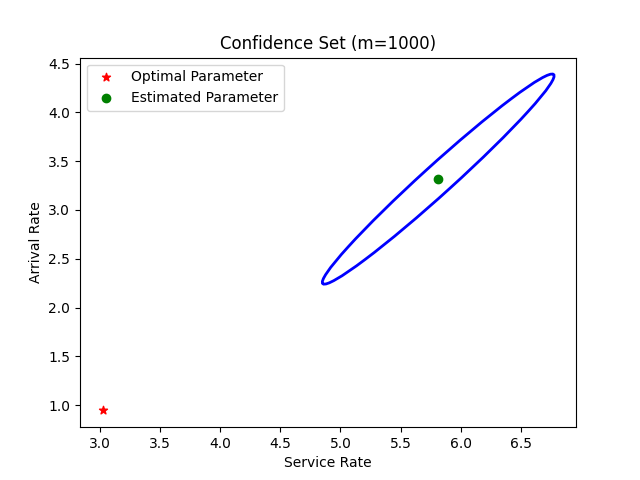 Confidence Set (m=1000)
Optimal Parameter
Estimated Parameter
4.5
4.0
3.5
3.0
2.5
2.0
1.5
1.0
Arrival Rate
3.0 3.5 4.0 4.5 5.0 5.5 6.0 6.5
Service Rate